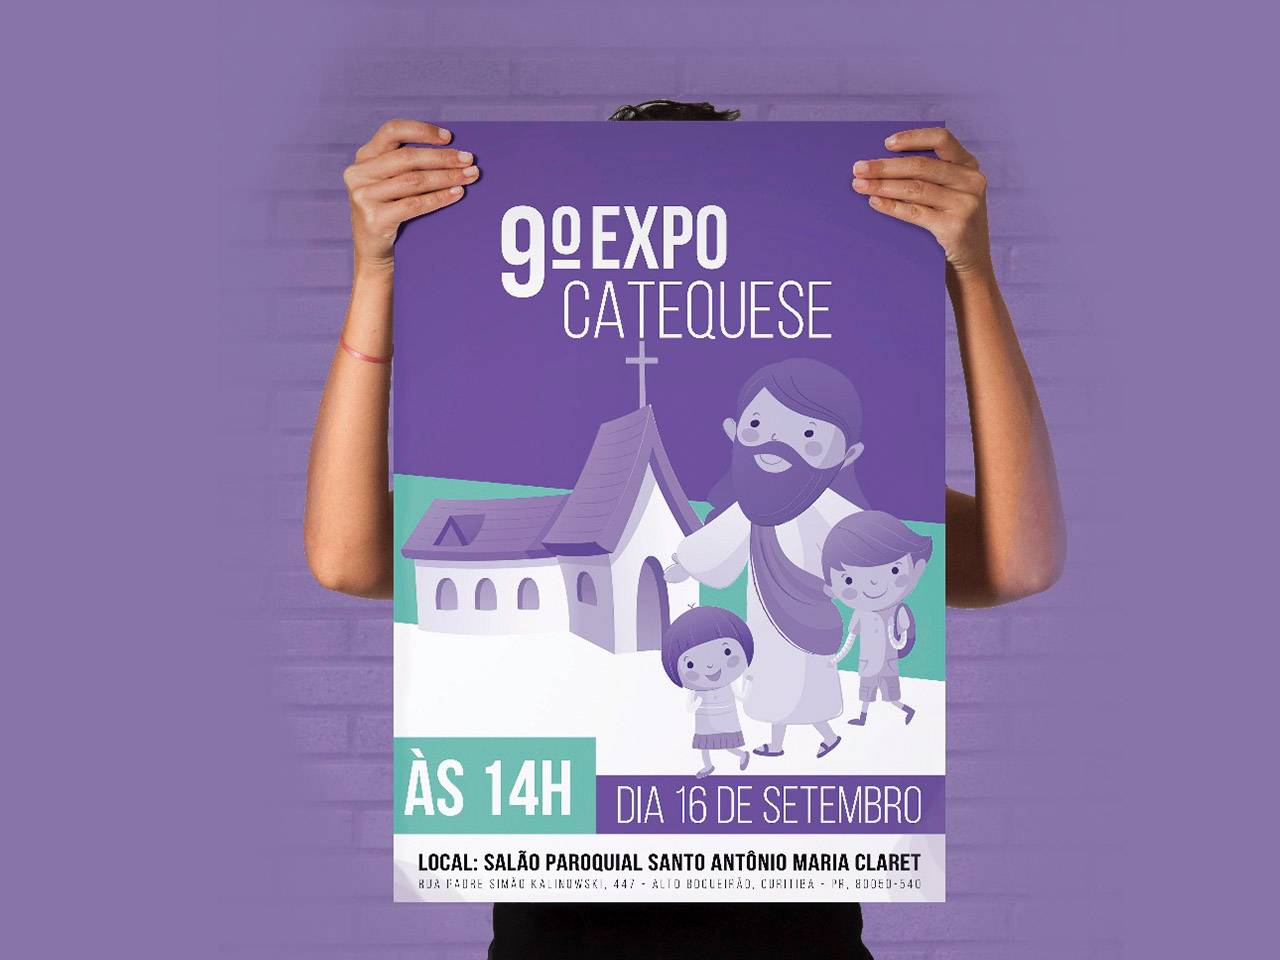 9º EXPO
CATEQUESE
ÀS 14H
DIA 16 DE SETEMBRO
LOCAL: SALÃO PAROQUIAL SANTO ANTÔNIO MARIA CLARET
RUA PADRE SIMÃO KALINOWSKI, 447 - ALTO BOQUEIRÃO, CURITIBA - PR, 80050-540